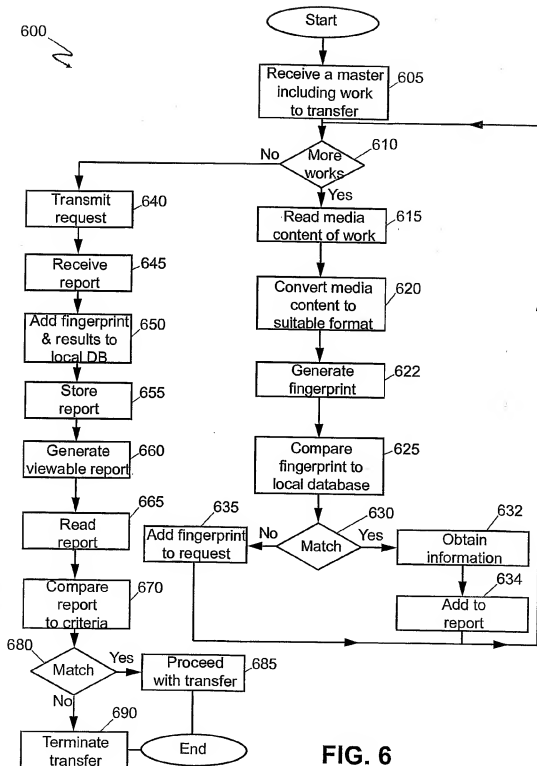 600
Start
Receive a master
including work
to transfer
605
610
No
More
works
Yes
Transmit
request
640
Read media
content of work
615
Receive
report
645
Convert media
content to
suitable format
620
Add fingerprint
& results to
local DB
650
Generate
fingerprint
622
Store
report
655
Compare
fingerprint to
local database
625
Generate
viewable report
660
665
Read
report
635
Add fingerprint
to request
No
630
Match
Yes
632
Obtain
information
634
Add to
report
Compare
report
to criteria
670
680
Match
Yes
Proceed
with transfer
685
No
690
Terminate
transfer
End
FIG. 6